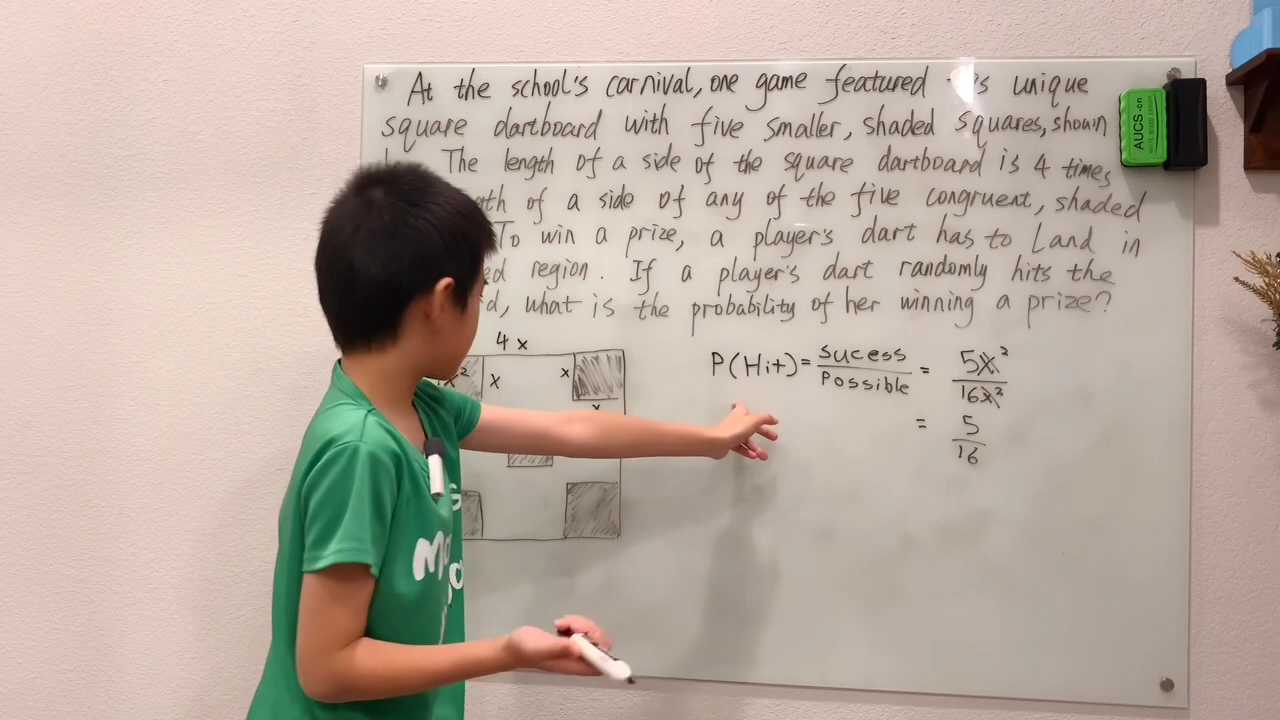 At the school's carnival, one game featured unique
square dartboard with five smaller, shaded squares, shown
The length of a side of the square dartboard is 4 times
of a side of any of the five congruent, shaded
To win a prize, a player's dart has to Land in
region. If a player's dart randomly hits the
what is the probability of her winning a prize?
4 x
x² x x
x
P(Hit) = Sucess / Possible = 5x² / 16x²
= 5 / 16
AUCS.cn